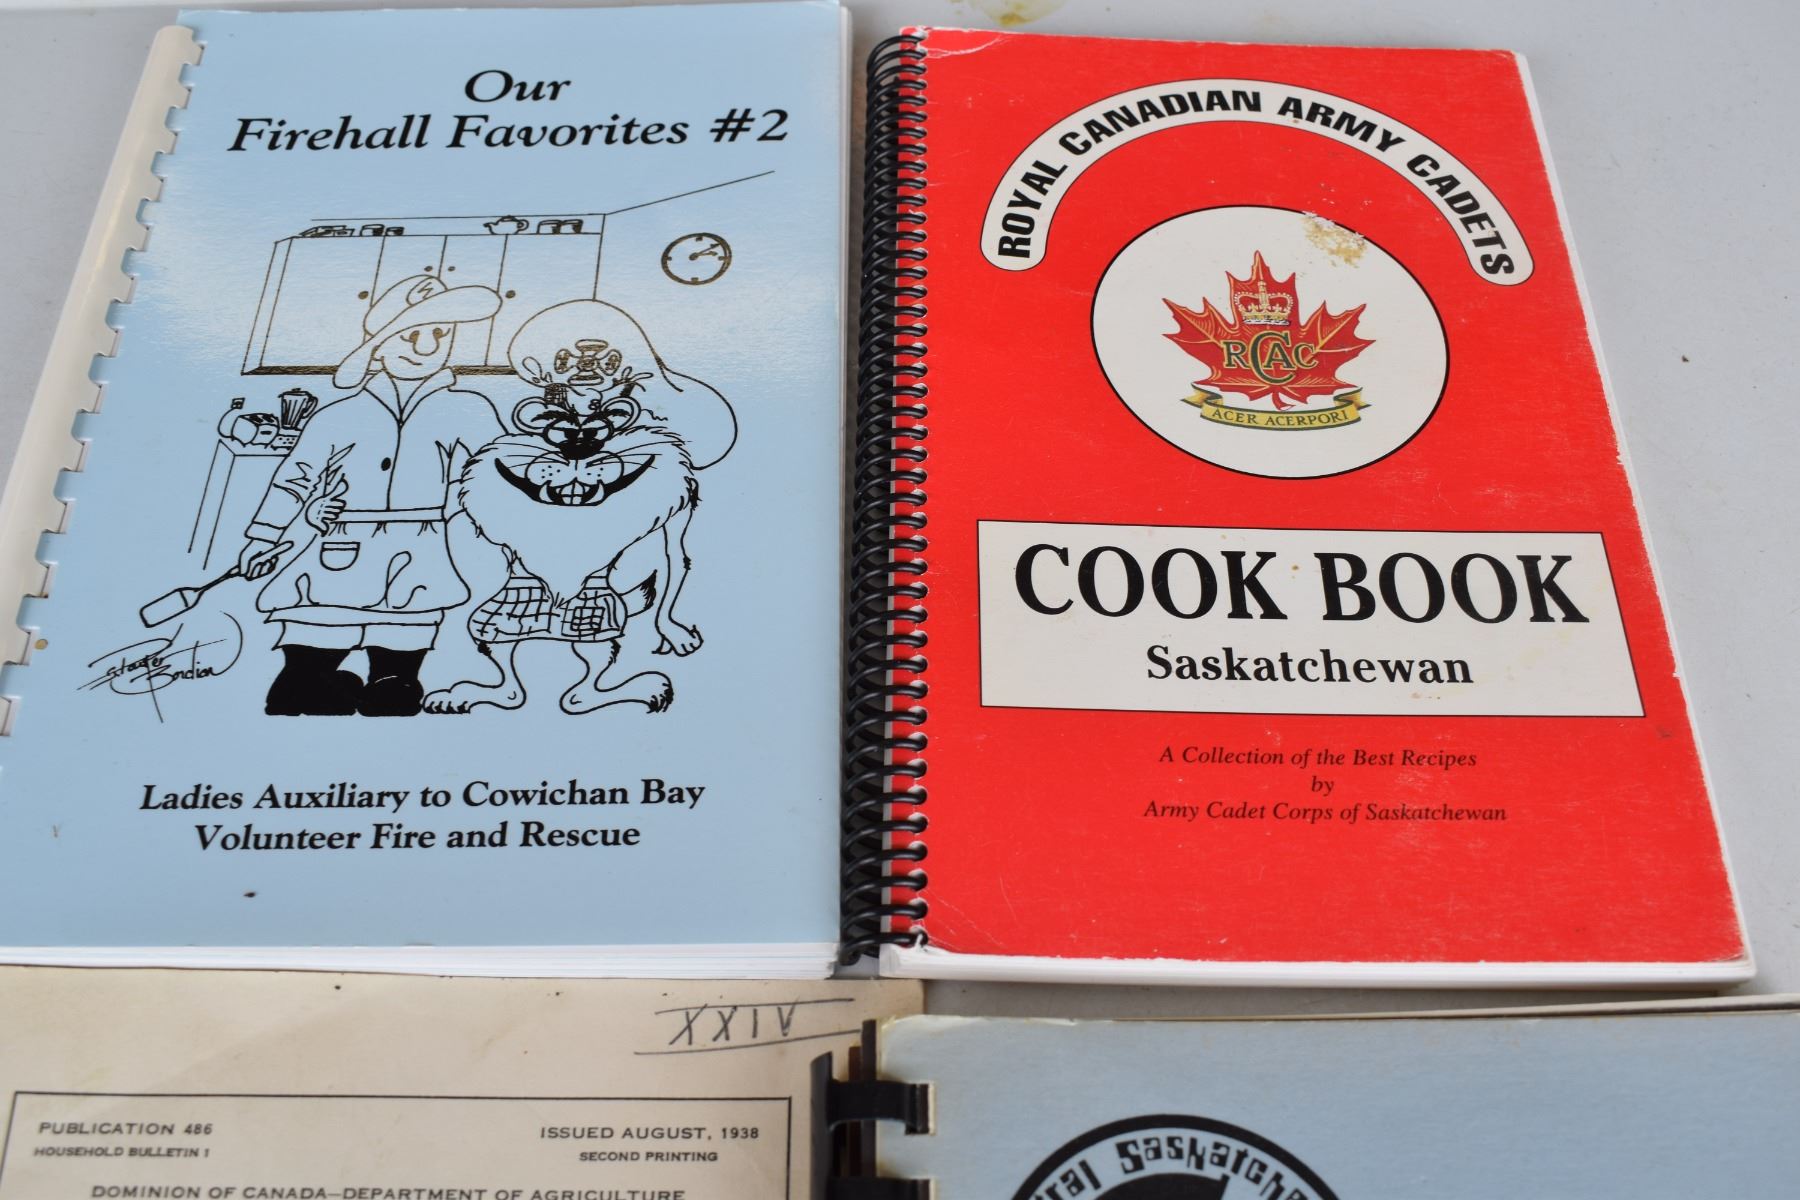 Our
Firehall Favorites #2
Ladies Auxiliary to Cowichan Bay
Volunteer Fire and Rescue
ROYAL CANADIAN ARMY CADETS
RCAC
ACER ACERPORI
COOK BOOK
Saskatchewan
A Collection of the Best Recipes
by
Army Cadet Corps of Saskatchewan
XXIV
PUBLICATION 486
HOUSEHOLD BULLETIN 1
ISSUED AUGUST, 1938
SECOND PRINTING
DOMINION OF CANADA—DEPARTMENT OF AGRICULTURE